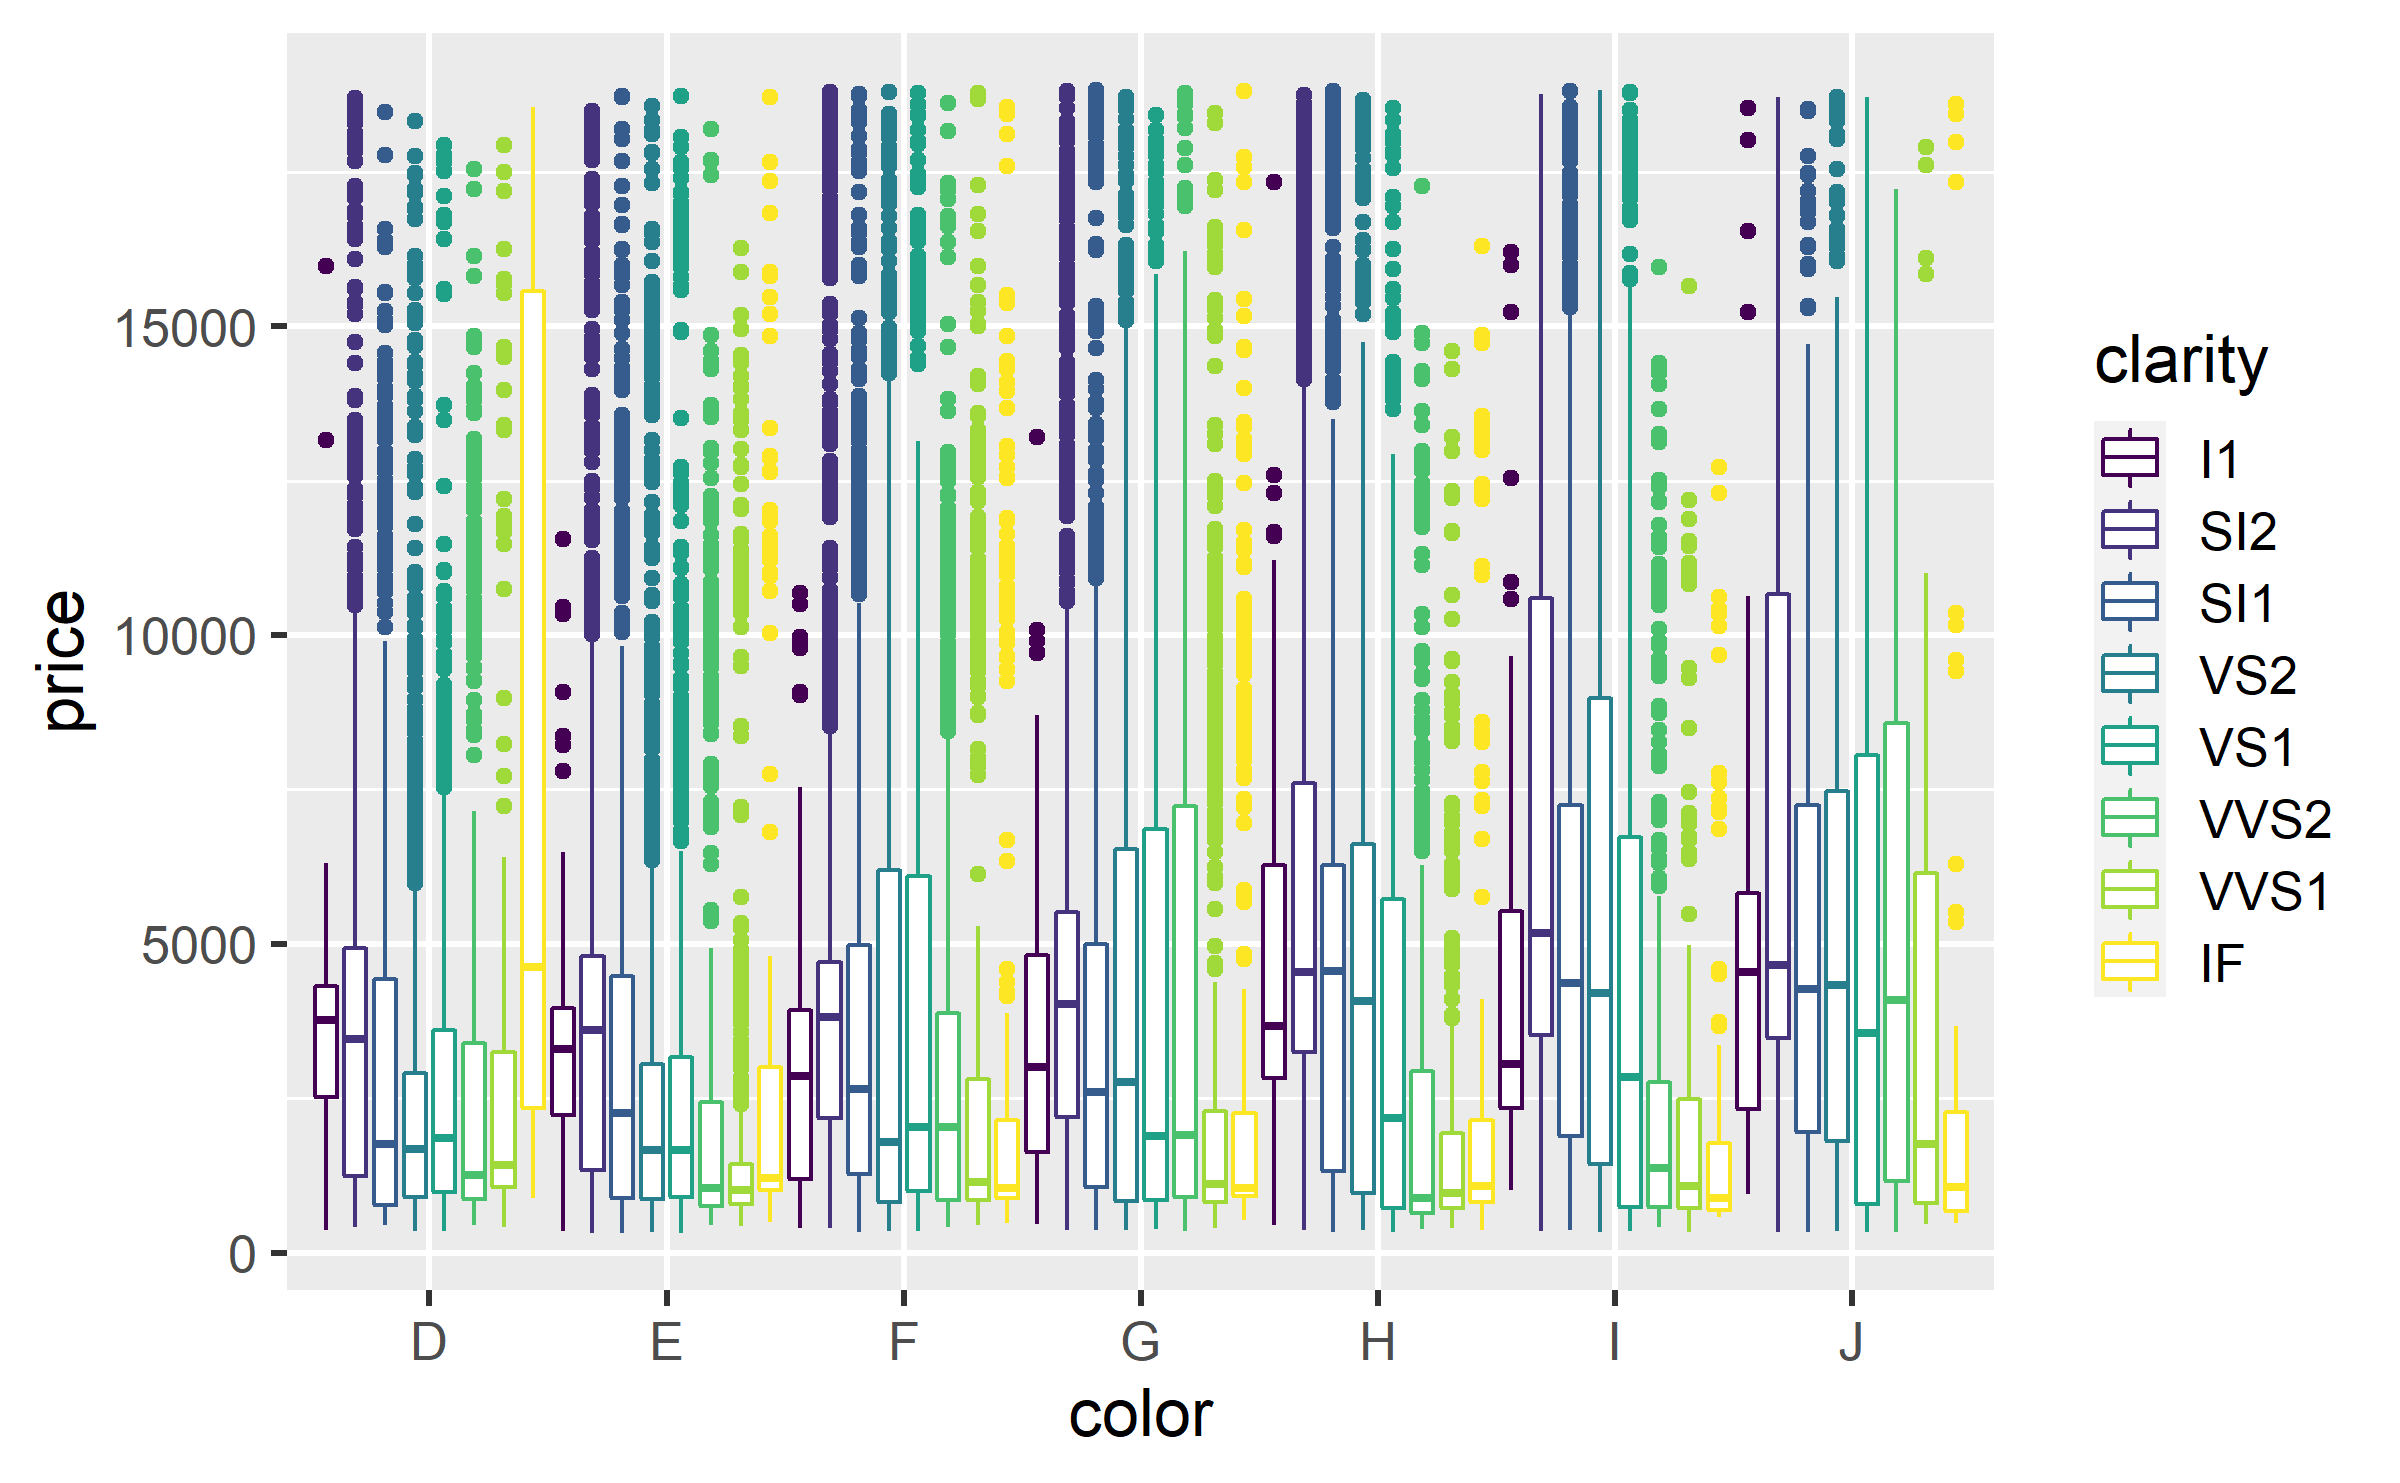 price
15000
10000
5000
0
D E F G H I J
color
clarity
I1
SI2
SI1
VS2
VS1
VVS2
VVS1
IF